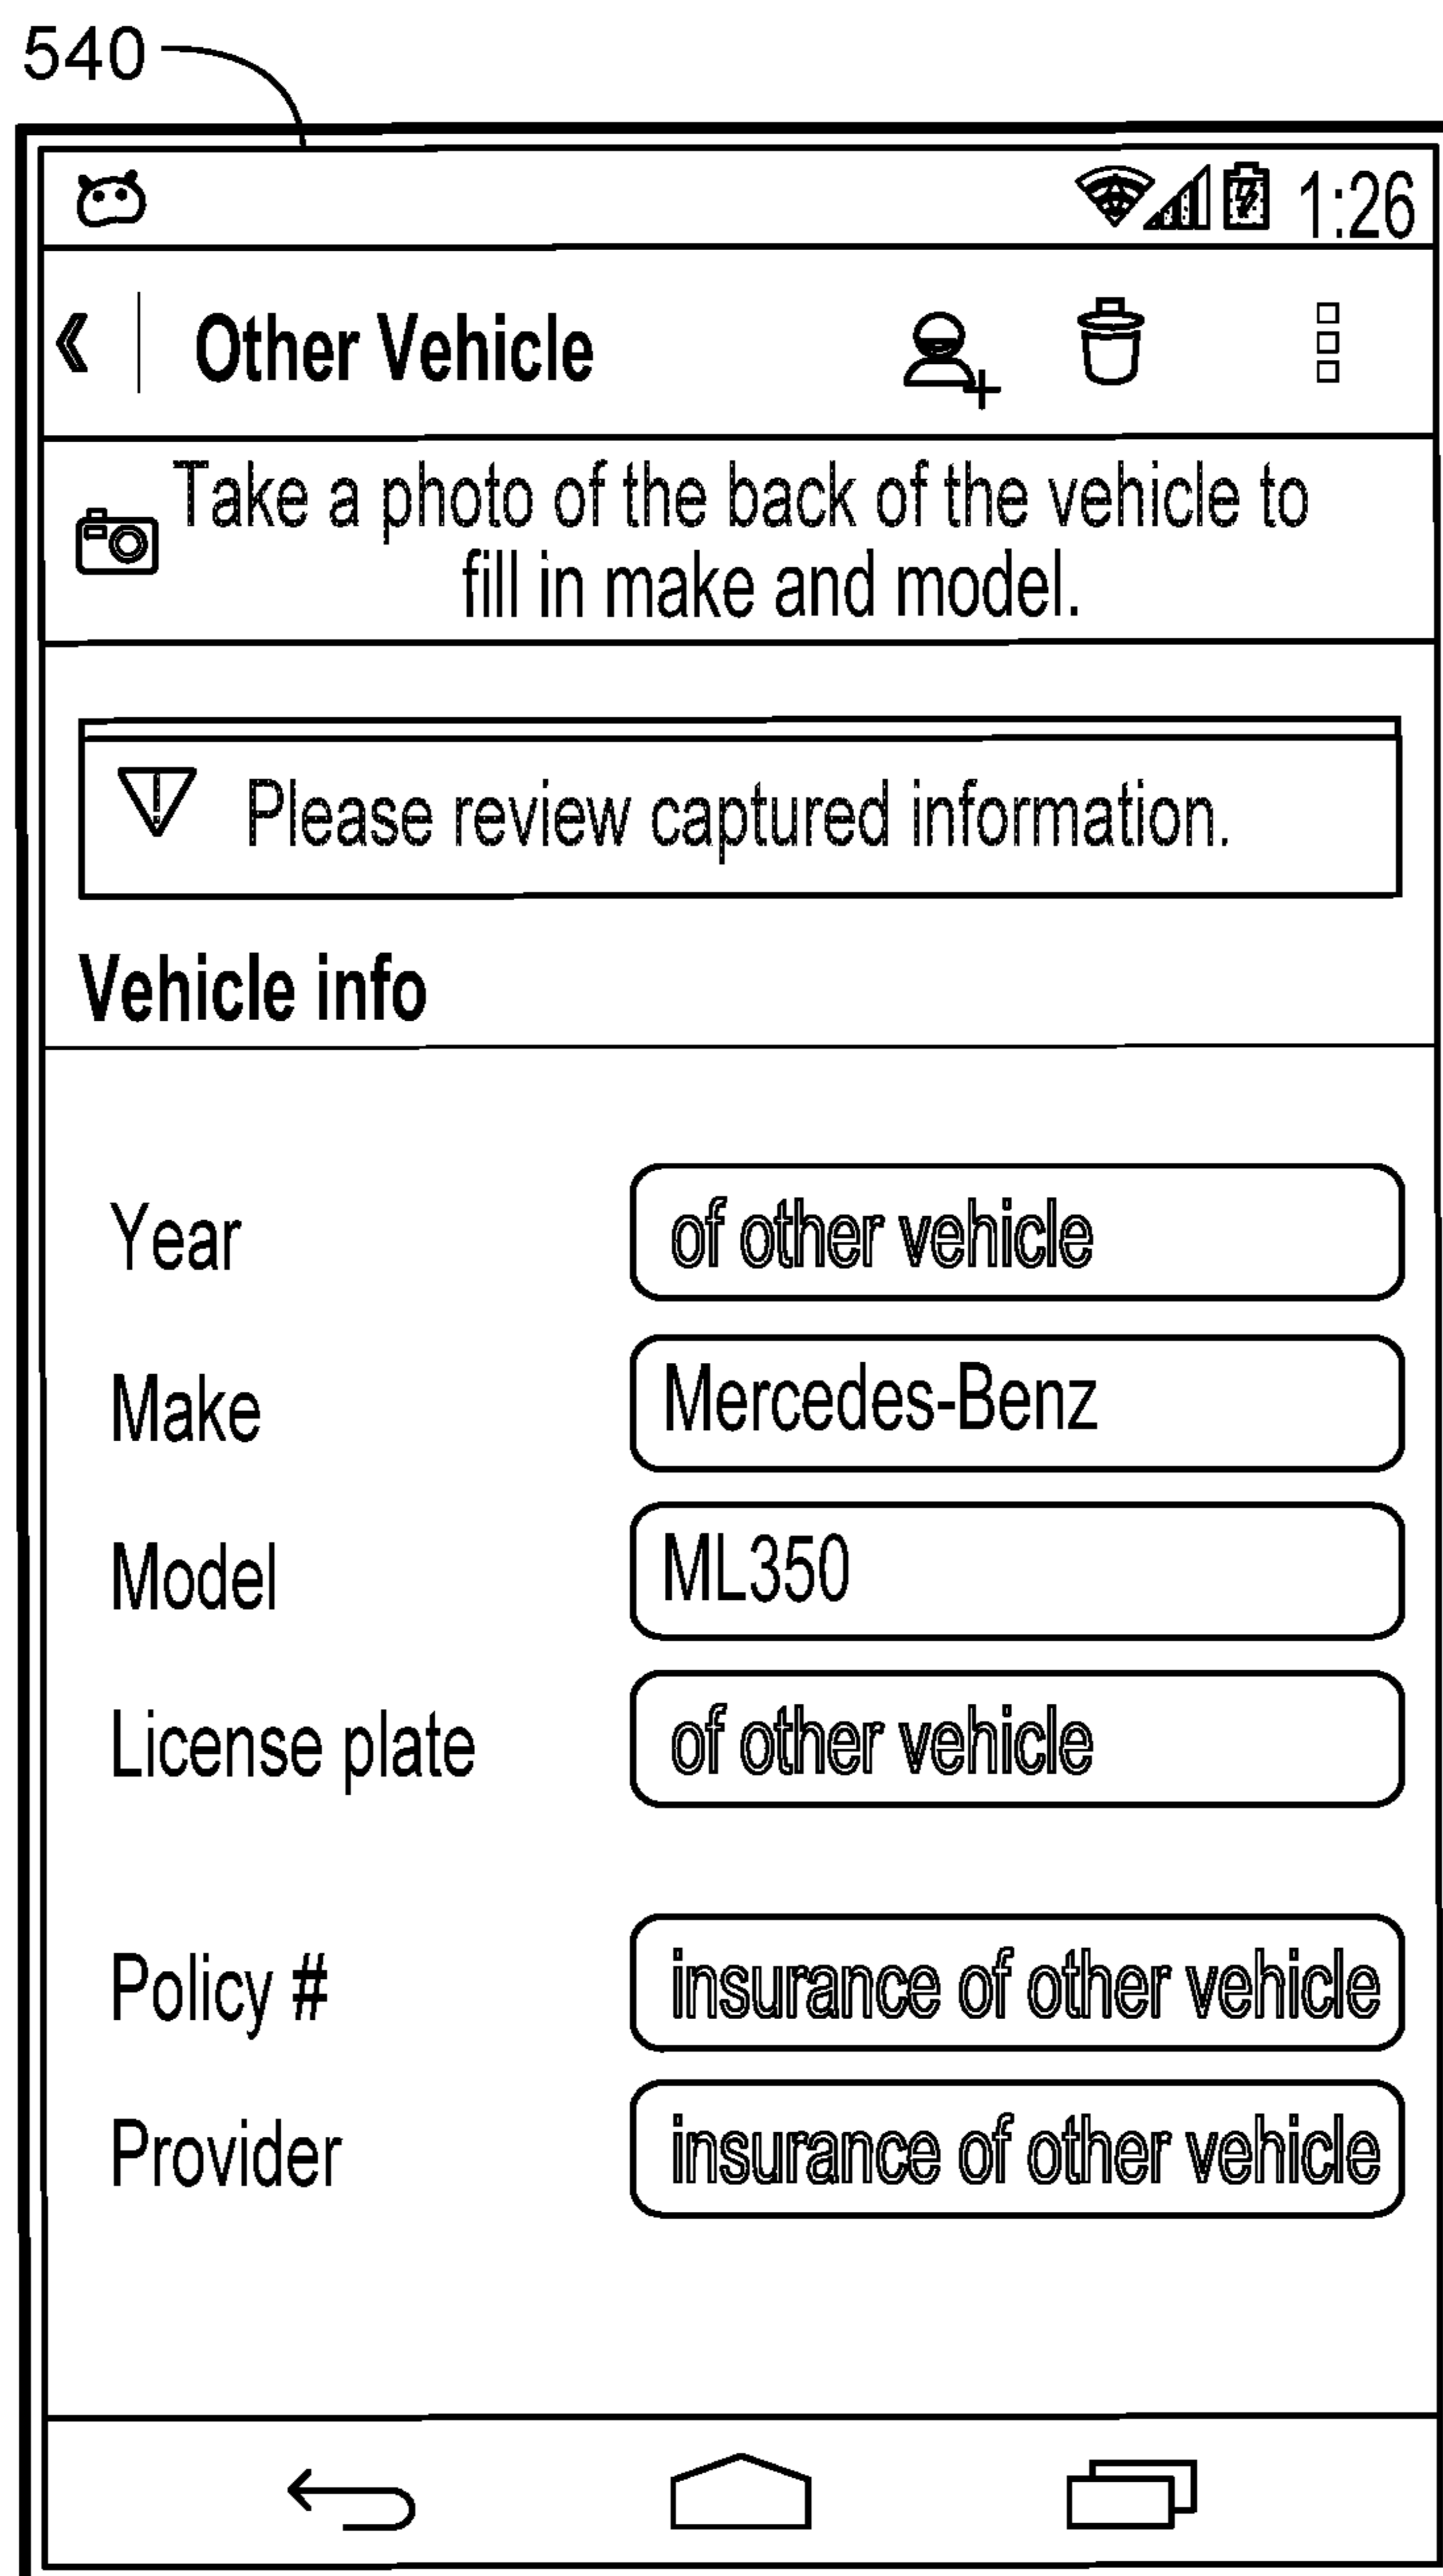 540
1:26
Other Vehicle
Take a photo of the back of the vehicle to
fill in make and model.
Please review captured information.
Vehicle info
Year of other vehicle
Make Mercedes-Benz
Model ML350
License plate of other vehicle
Policy # insurance of other vehicle
Provider insurance of other vehicle